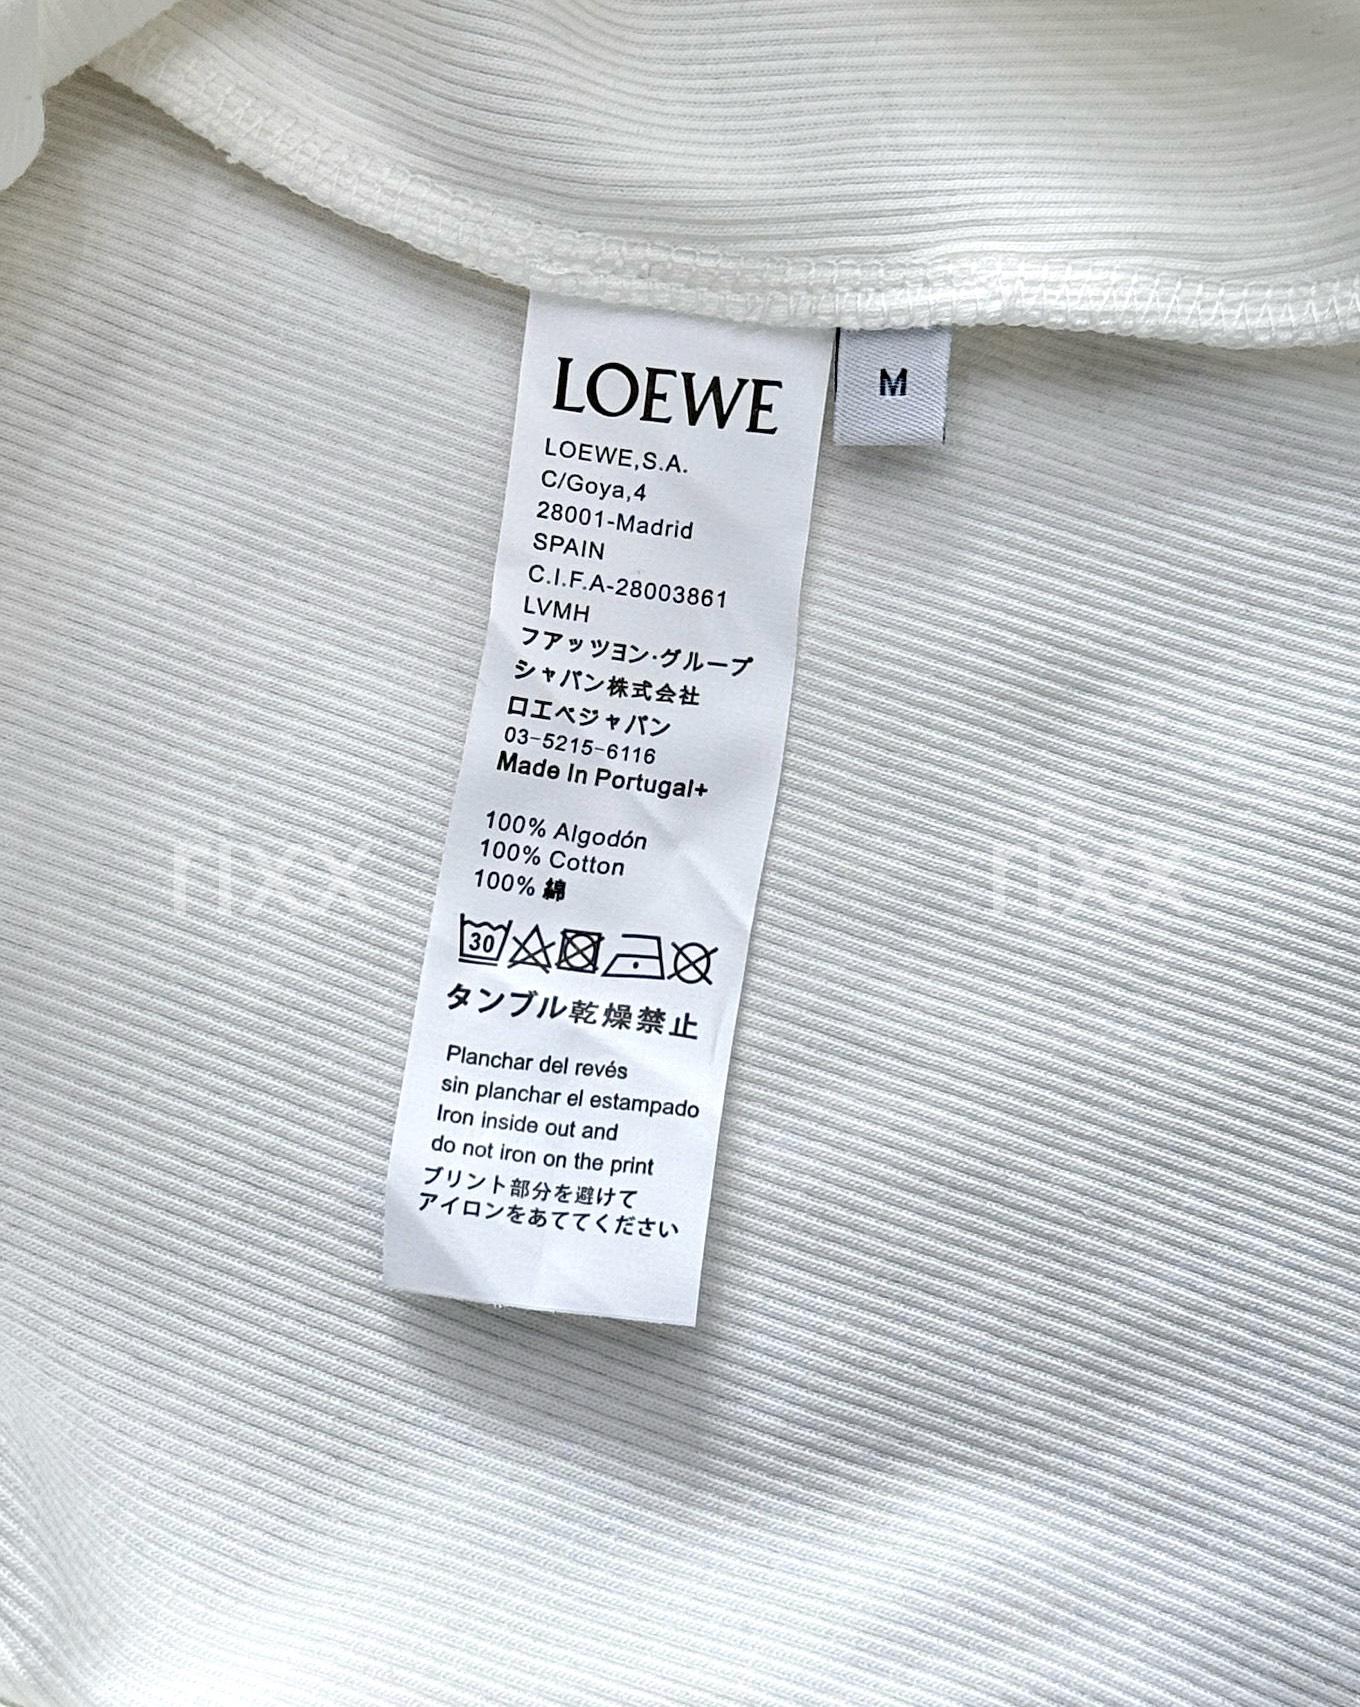 LOEWE
M
LOEWE,S.A.
C/Goya,4
28001-Madrid
SPAIN
C.I.F.A-28003861
LVMH
フアッツヨン·グループ
シャパン株式会社
口エベジャパン
03-5215-6116
Made In Portugal+
100% Algodón
100% Cotton
100% 綿
30
タンブル乾燥禁止
Planchar del revés
sin planchar el estampado
Iron inside out and
do not iron on the print
プリント部分を避けて
アイロンをあててください